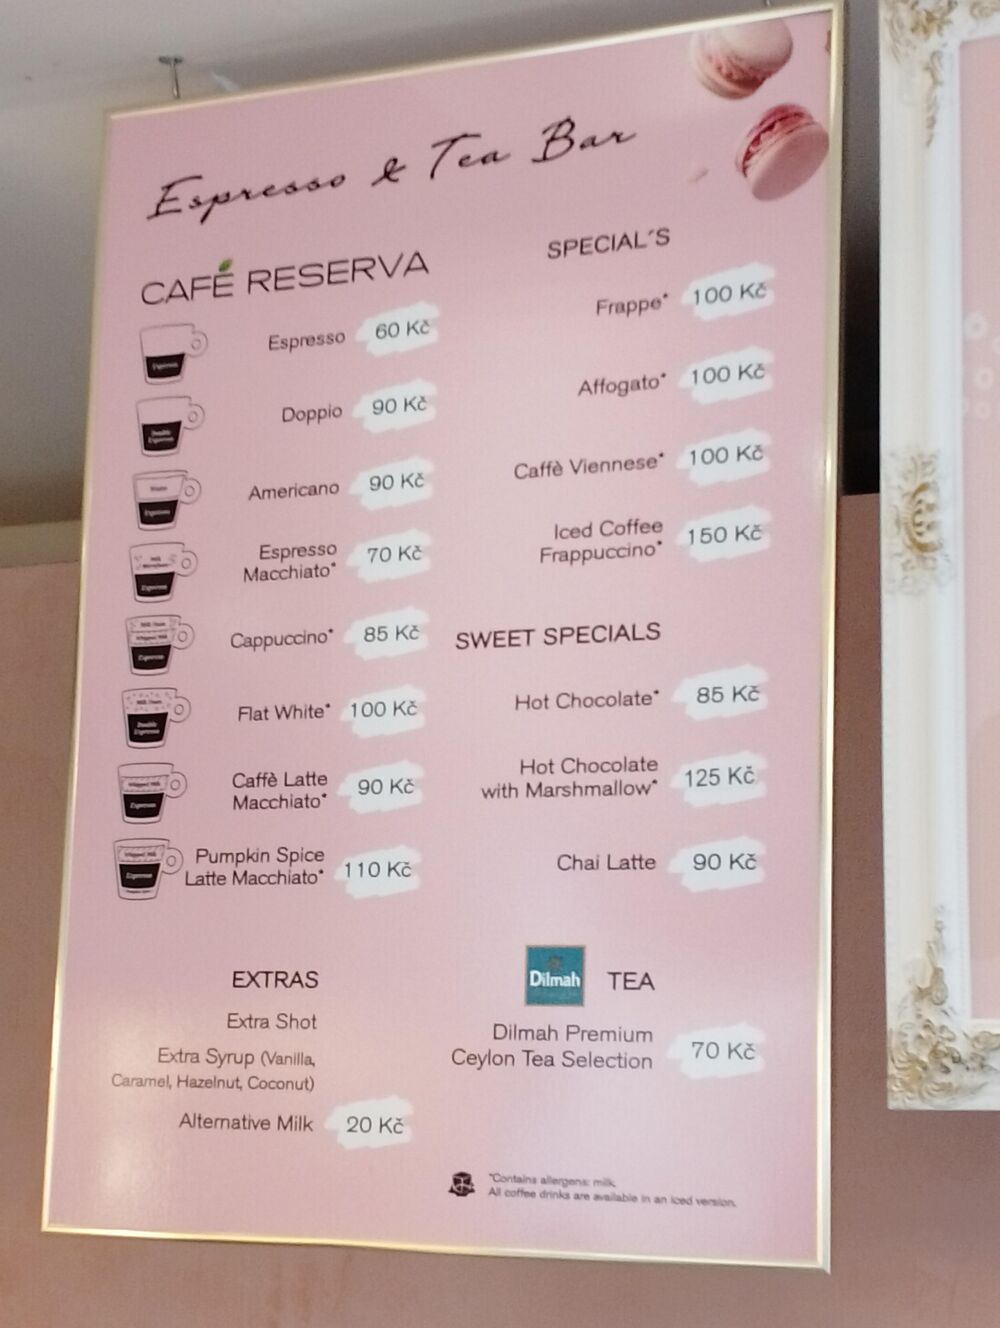 Espresso & Tea Bar
CAFÉ RESERVA
Espresso 60 Kč
Doppio 90 Kč
Americano 90 Kč
Espresso
Macchiato* 70 Kč
Cappuccino* 85 Kč
Flat White* 100 Kč
Caffè Latte
Macchiato* 90 Kč
Pumpkin Spice
Latte Macchiato* 110 Kč
EXTRAS
Extra Shot
Extra Syrup (Vanilla,
Caramel, Hazelnut, Coconut)
Alternative Milk 20 Kč
SPECIAL´S
Frappe* 100 Kč
Affogato* 100 Kč
Caffè Viennese* 100 Kč
Iced Coffee
Frappuccino* 150 Kč
SWEET SPECIALS
Hot Chocolate* 85 Kč
Hot Chocolate
with Marshmallow* 125 Kč
Chai Latte 90 Kč
Dilmah TEA
Dilmah Premium
Ceylon Tea Selection 70 Kč
*Contains allergens: milk.
All coffee drinks are available in an iced version.